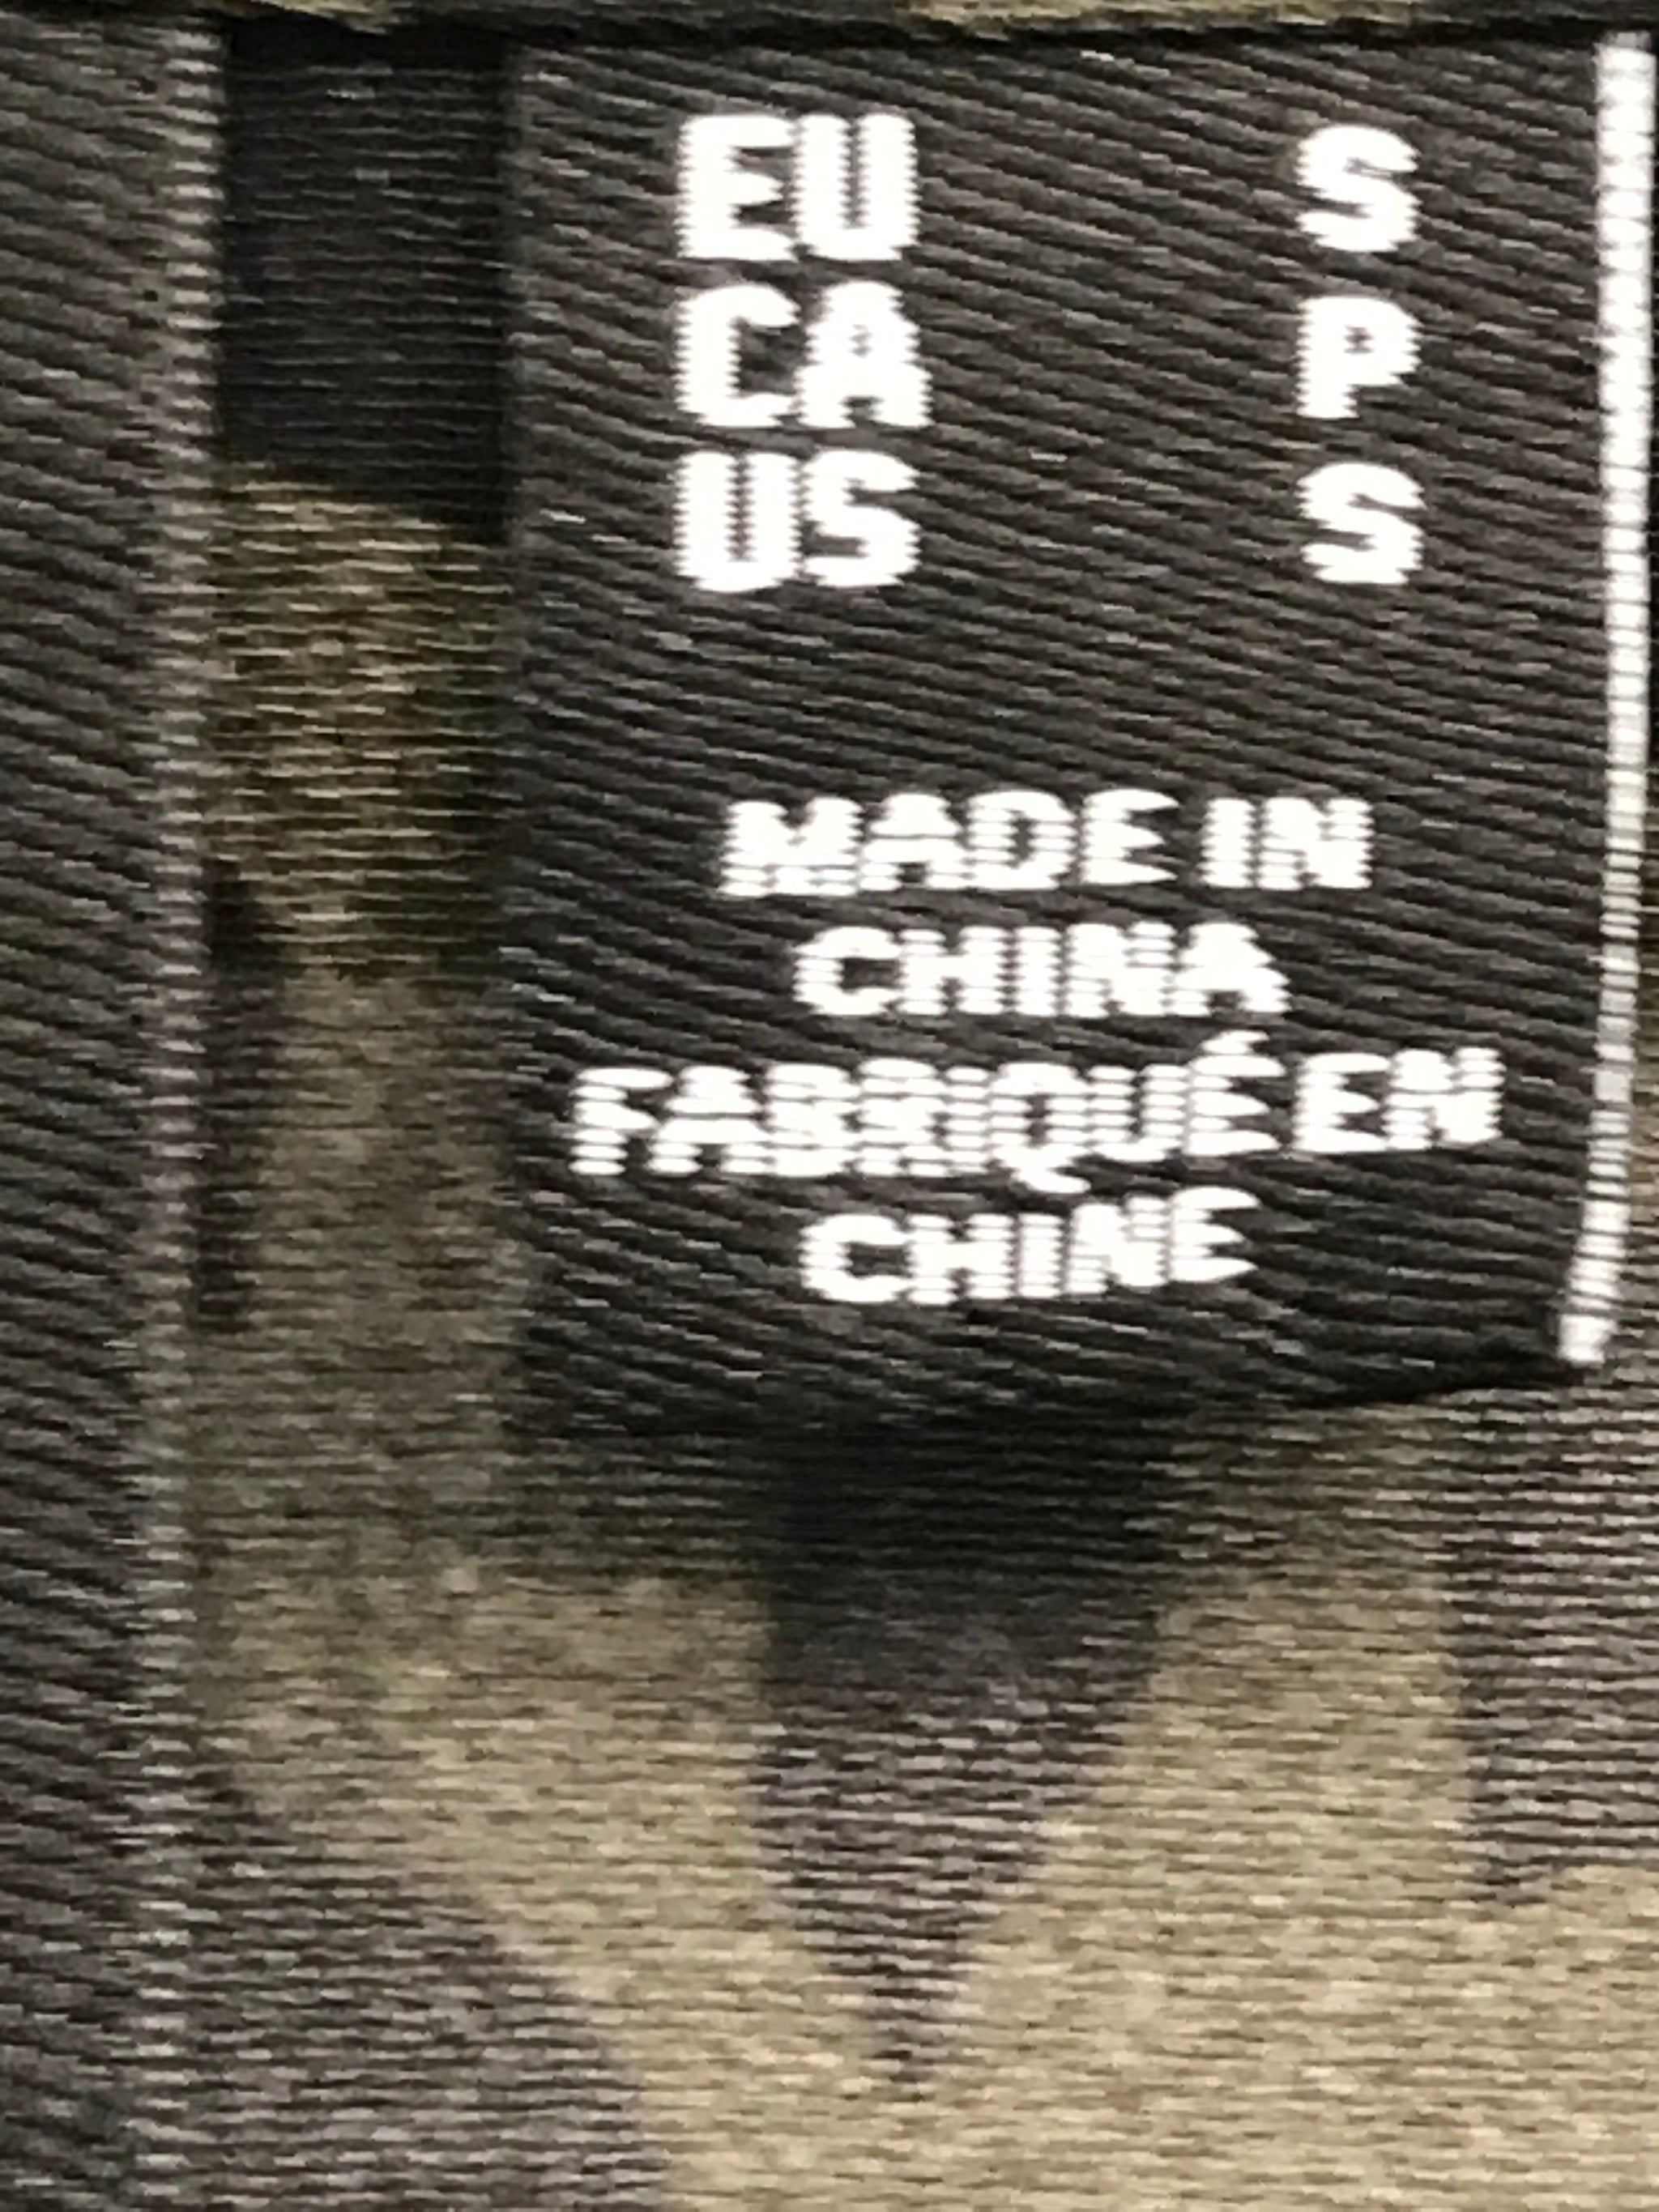 EU S
CA P
US S
MADE IN
CHINA
FABRIQUÉ EN
CHINE